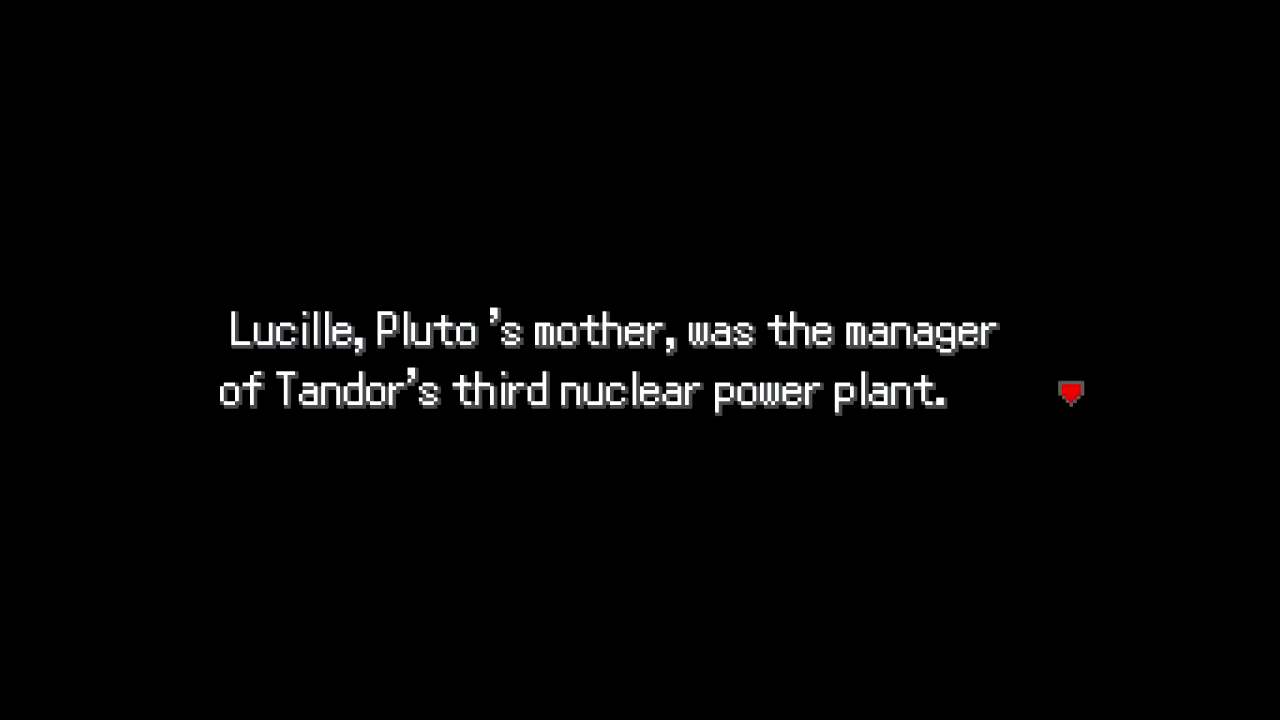 Lucille, Pluto 's mother, was the manager
of Tandor's third nuclear power plant.